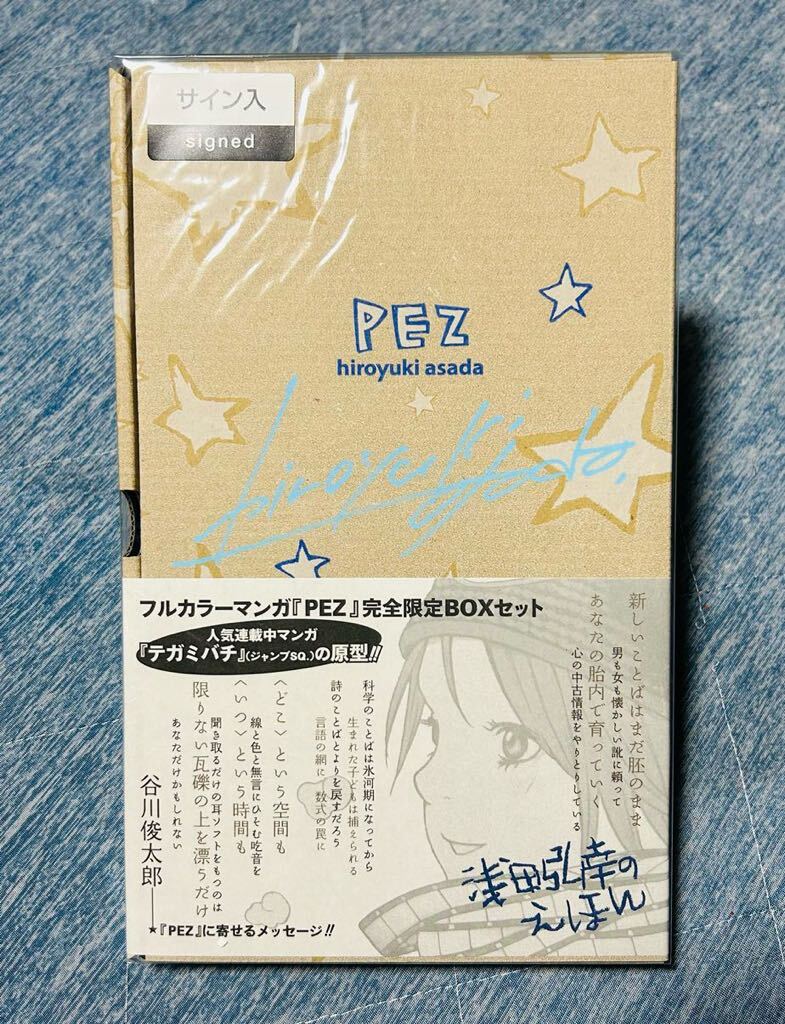 サイン入
signed
PEZ
hiroyuki asada
hiroyuki asada.
フルカラーマンガ『PEZ』完全限定BOXセット
人気連載中マンガ
『テガミバチ』(ジャンプSQ.)の原型!!
新しいことばはまだ胚のまま
男も女も懐かしい訛に頼って
あなたの胎内で育っていく
心の中古情報をやりとりしている
科学のことばは氷河期になってから
生まれた子どもは捕えられる
詩のことばとよりを戻すだろう
言語の網に 数式の罠に
〈どこ〉という空間も
線と色と無言にひそむ吃音を
〈いつ〉という時間も
聞き取るだけの耳ソフトをもつのは
限りない瓦礫の上を漂うだけ
あなただけかもしれない
谷川俊太郎
★『PEZ』に寄せるメッセージ!!
浅田弘幸の
えほん